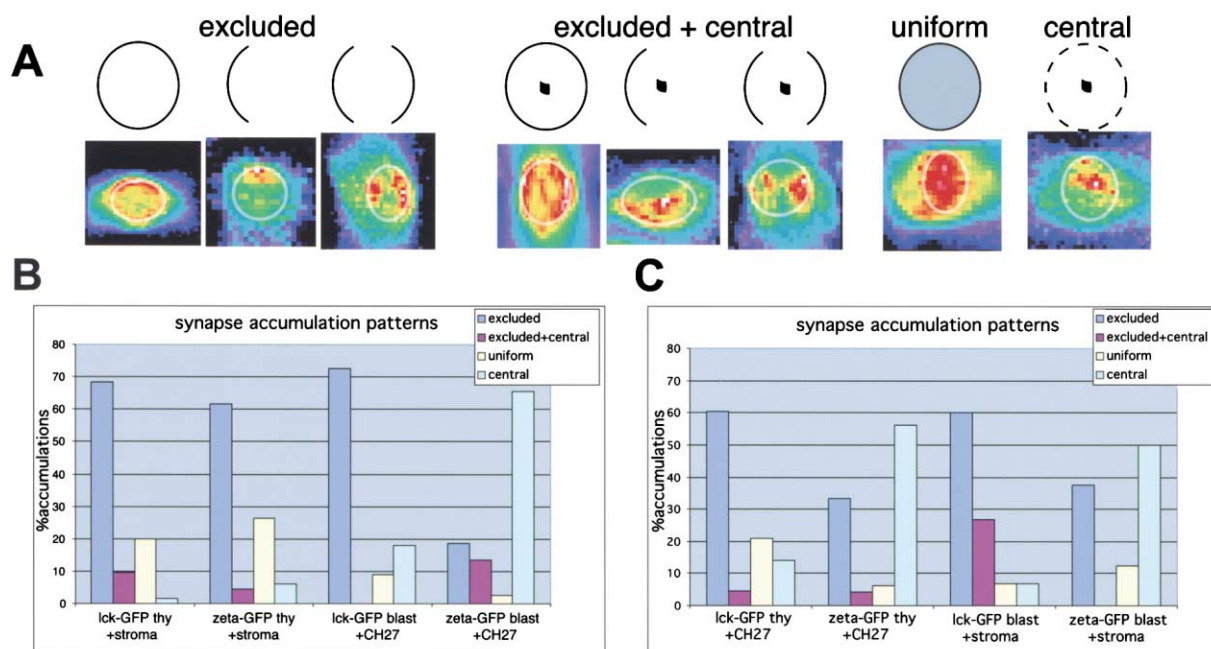 A
excluded
excluded + central
uniform
central
B
synapse accumulation patterns
excluded
excluded+central
uniform
central
%accumulations
80
70
60
50
40
30
20
10
0
lck-GFP thy
+stroma
zeta-GFP thy
+stroma
lck-GFP blast
+CH27
zeta-GFP blast
+CH27
C
synapse accumulation patterns
excluded
excluded+central
uniform
central
%accumulations
80
70
60
50
40
30
20
10
0
lck-GFP thy
+CH27
zeta-GFP thy
+CH27
lck-GFP blast
+stroma
zeta-GFP blast
+stroma